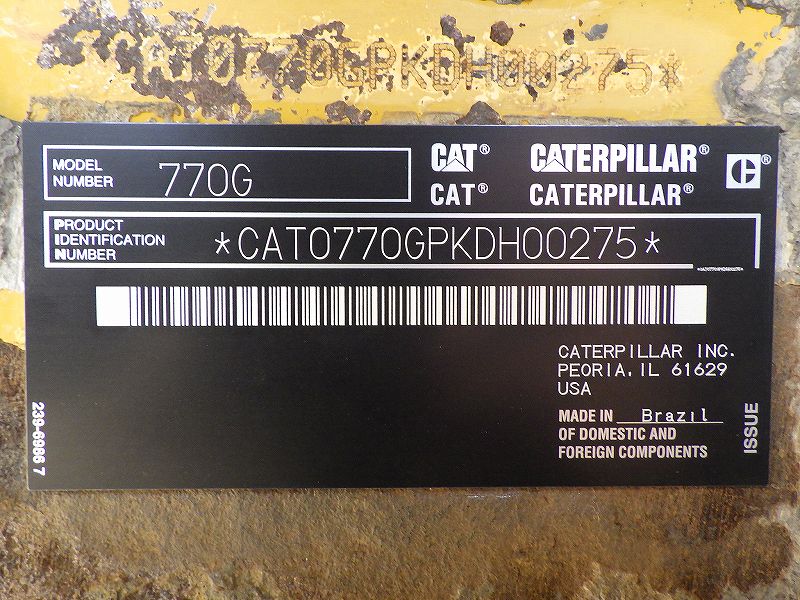 CAT0770GPKDH00275*
MODEL NUMBER 770G
CAT® CATERPILLAR®
CAT® CATERPILLAR®
PRODUCT IDENTIFICATION NUMBER *CAT0770GPKDH00275*
*CAT0770GPKDH00275*
CATERPILLAR INC.
PEORIA, IL 61629
USA
MADE IN Brazil
OF DOMESTIC AND
FOREIGN COMPONENTS
239-6986 7
ISSUE